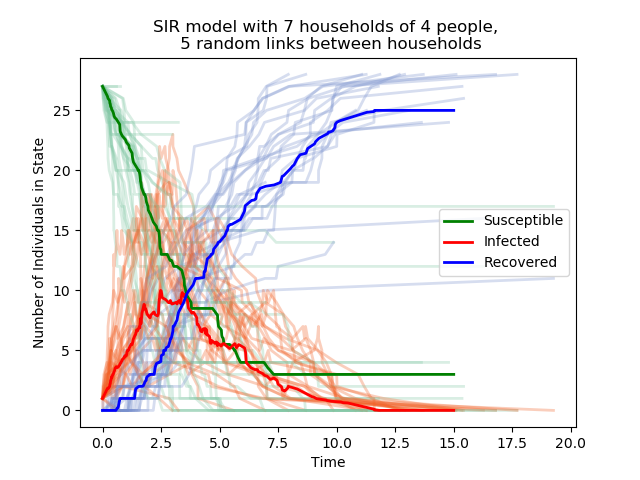 SIR model with 7 households of 4 people,
5 random links between households
Number of Individuals in State
25
20
15
10
5
0
Susceptible
Infected
Recovered
0.0 2.5 5.0 7.5 10.0 12.5 15.0 17.5 20.0
Time